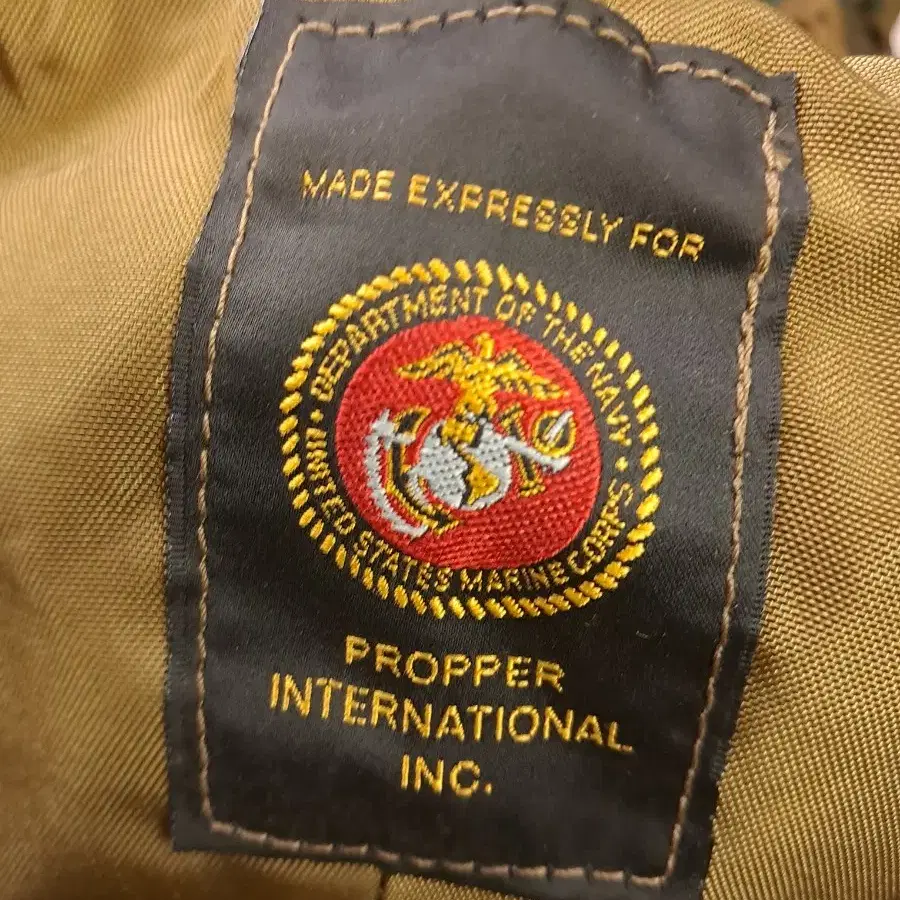 MADE EXPRESSLY FOR
DEPARTMENT OF THE NAVY
• UNITED STATES MARINE CORPS •
PROPPER
INTERNATIONAL
INC.